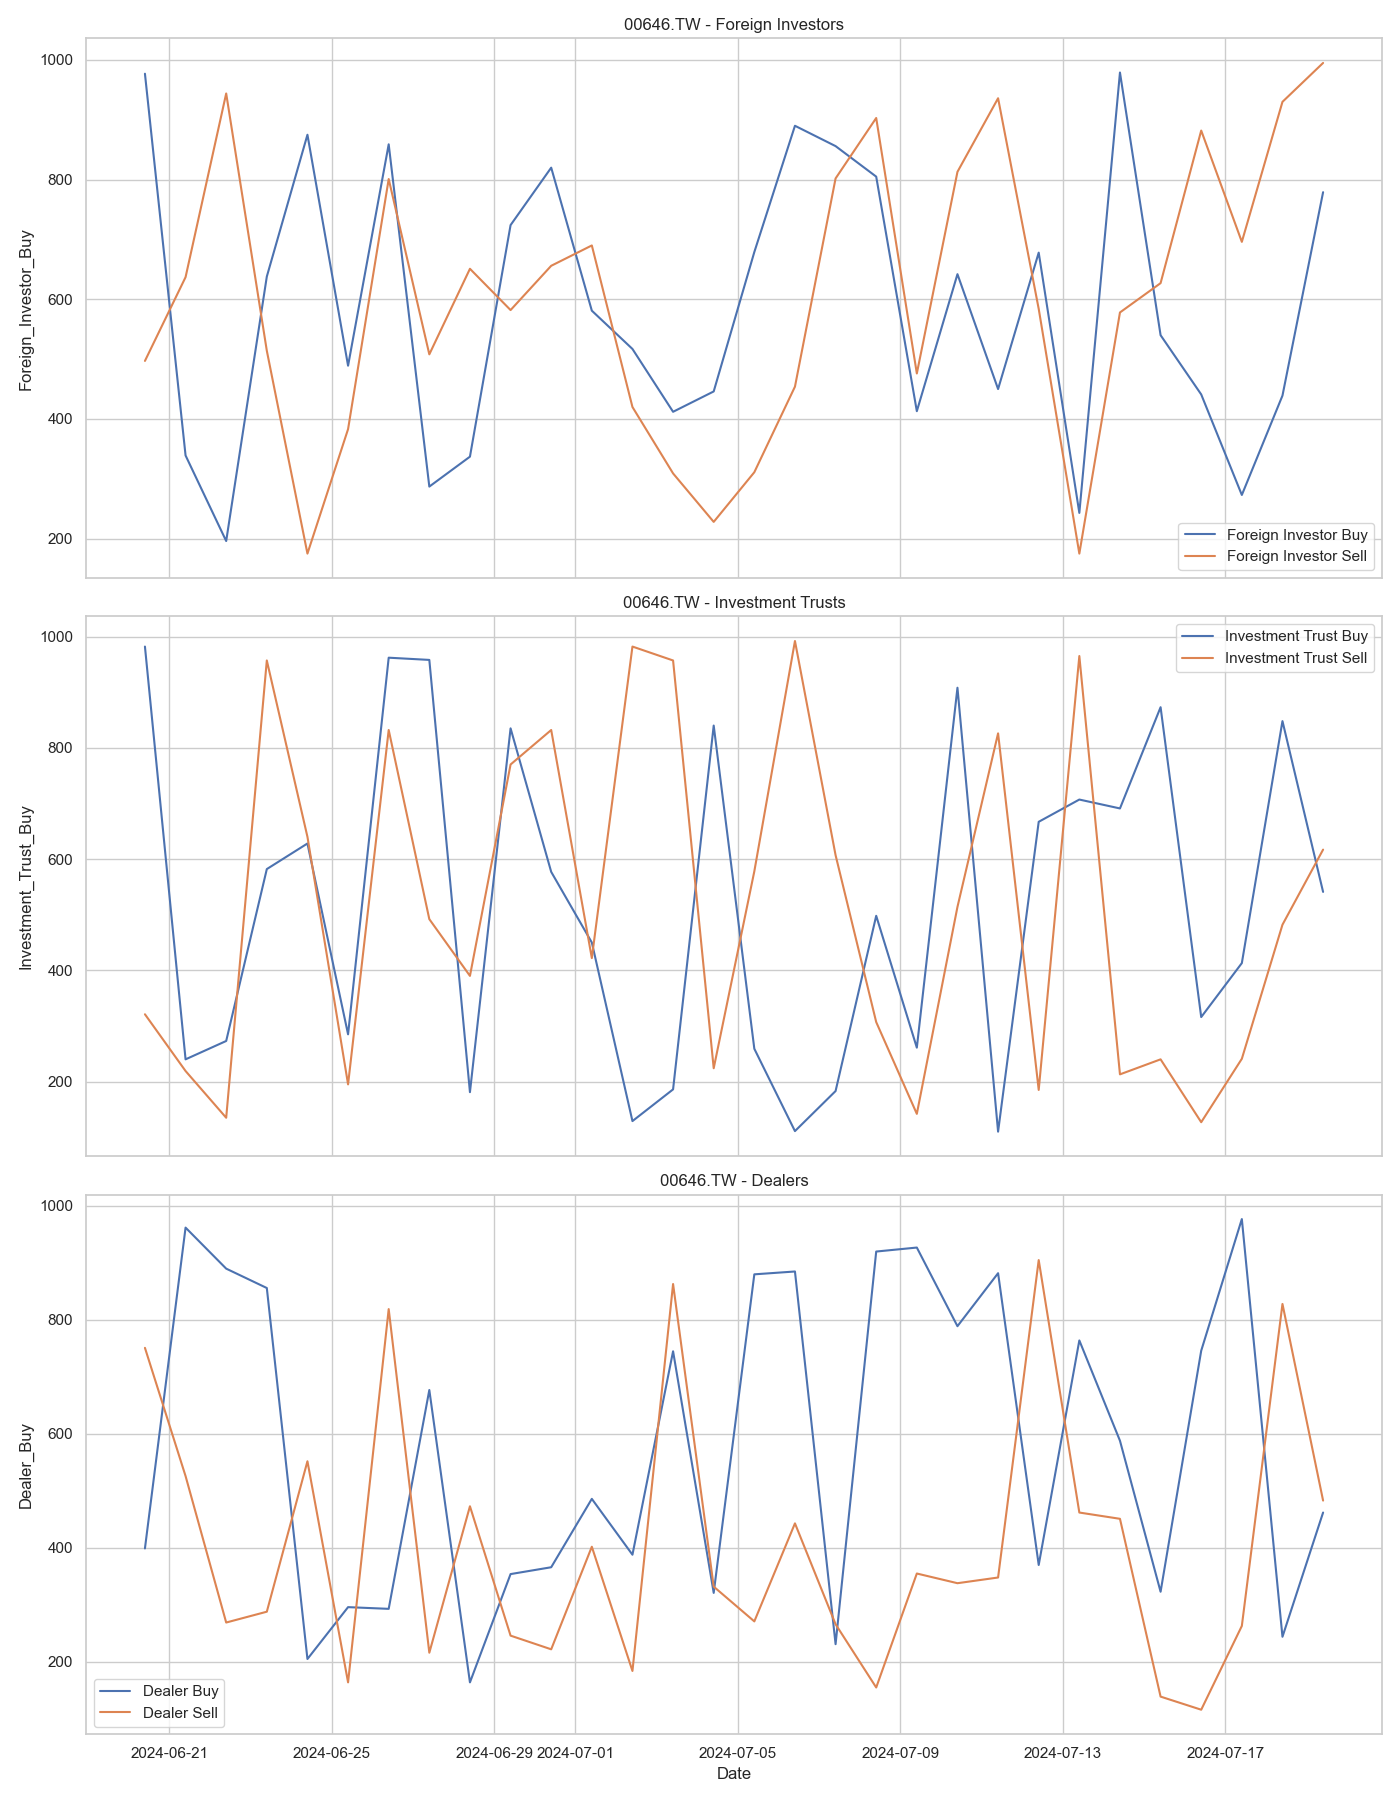 00646.TW - Foreign Investors
1000
800
600
400
200
Foreign_Investor_Buy
Foreign Investor Buy
Foreign Investor Sell
00646.TW - Investment Trusts
1000
800
600
400
200
Investment_Trust_Buy
Investment Trust Buy
Investment Trust Sell
00646.TW - Dealers
1000
800
600
400
200
Dealer_Buy
Dealer Buy
Dealer Sell
2024-06-21 2024-06-25 2024-06-29 2024-07-01 2024-07-05 2024-07-09 2024-07-13 2024-07-17
Date